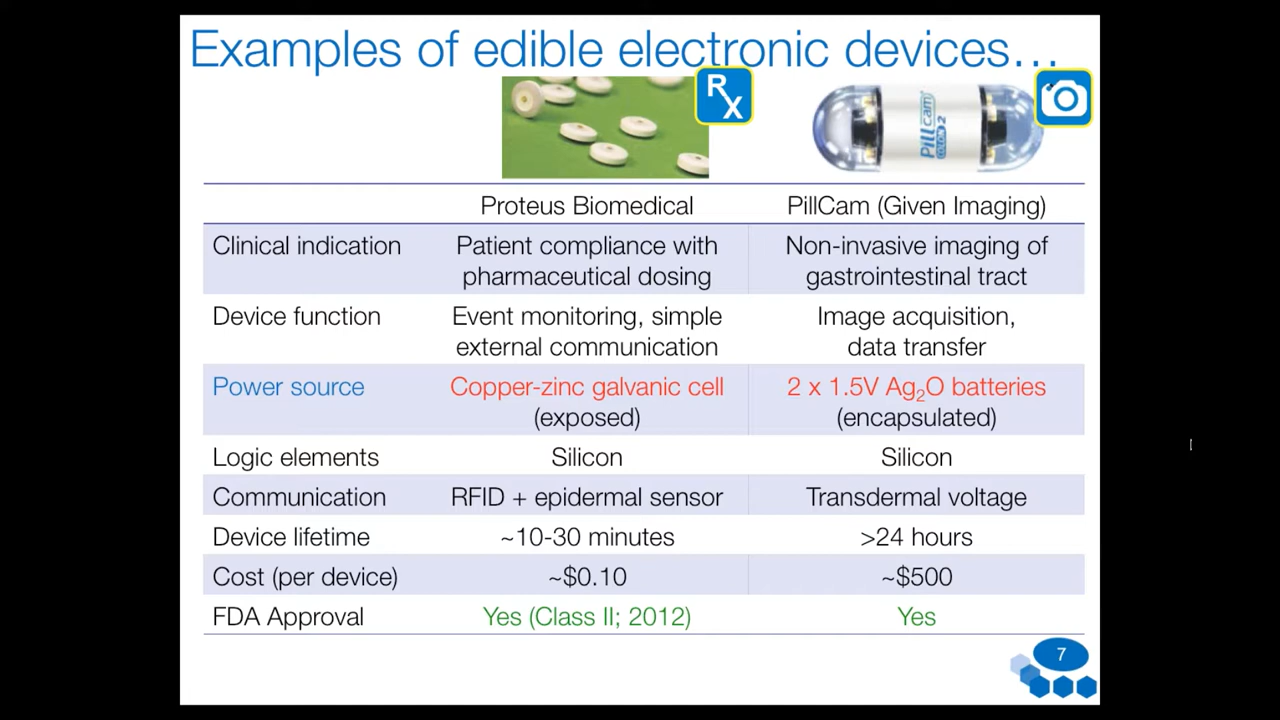 Examples of edible electronic devices…
Rx
Pillcam
COLON 2
Proteus Biomedical PillCam (Given Imaging)
Clinical indication Patient compliance with Non-invasive imaging of
pharmaceutical dosing gastrointestinal tract
Device function Event monitoring, simple Image acquisition,
external communication data transfer
Power source Copper-zinc galvanic cell 2 x 1.5V Ag₂O batteries
(exposed) (encapsulated)
Logic elements Silicon Silicon
Communication RFID + epidermal sensor Transdermal voltage
Device lifetime ~10-30 minutes >24 hours
Cost (per device) ~$0.10 ~$500
FDA Approval Yes (Class II; 2012) Yes
7